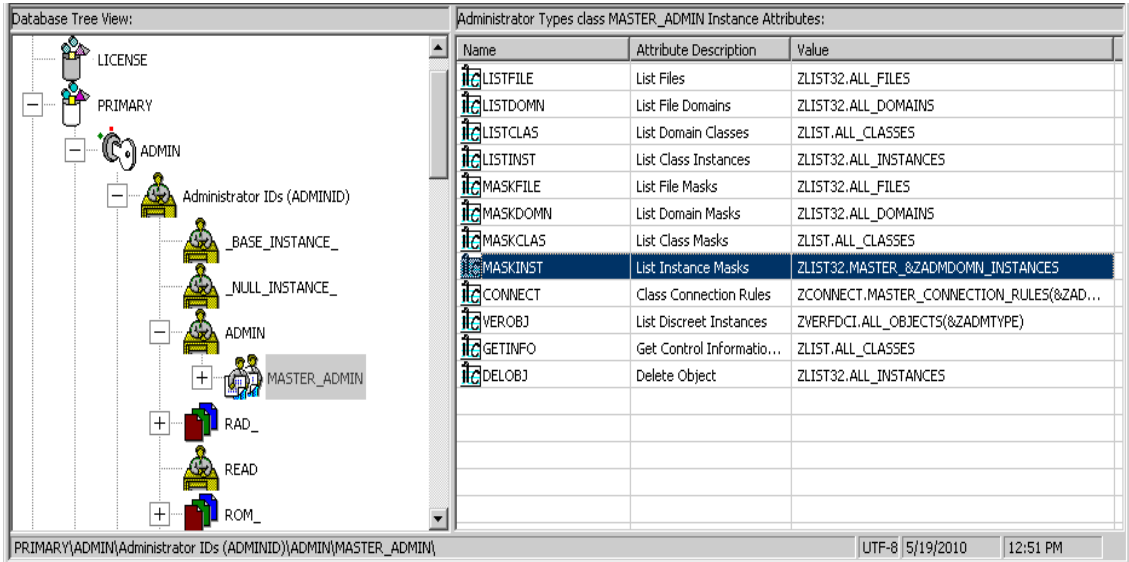 Database Tree View:
LICENSE
PRIMARY
ADMIN
Administrator IDs (ADMINID)
_BASE_INSTANCE_
_NULL_INSTANCE_
ADMIN
MASTER_ADMIN
RAD_
READ
ROM_
Administrator Types class MASTER_ADMIN Instance Attributes:
Name Attribute Description Value
LISTFILE List Files ZLIST32.ALL_FILES
LISTDOMN List File Domains ZLIST32.ALL_DOMAINS
LISTCLAS List Domain Classes ZLIST.ALL_CLASSES
LISTINST List Class Instances ZLIST32.ALL_INSTANCES
MASKFILE List File Masks ZLIST32.ALL_FILES
MASKDOMN List Domain Masks ZLIST32.ALL_DOMAINS
MASKCLAS List Class Masks ZLIST.ALL_CLASSES
MASKINST List Instance Masks ZLIST32.MASTER_&ZADMDOMN_INSTANCES
CONNECT Class Connection Rules ZCONNECT.MASTER_CONNECTION_RULES(&ZAD...
VEROBJ List Discreet Instances ZVERFDCI.ALL_OBJECTS(&ZADMTYPE)
GETINFO Get Control Informatio... ZLIST.ALL_CLASSES
DELOBJ Delete Object ZLIST32.ALL_INSTANCES
PRIMARY\ADMIN\Administrator IDs (ADMINID)\ADMIN\MASTER_ADMIN\ UTF-8 5/19/2010 12:51 PM